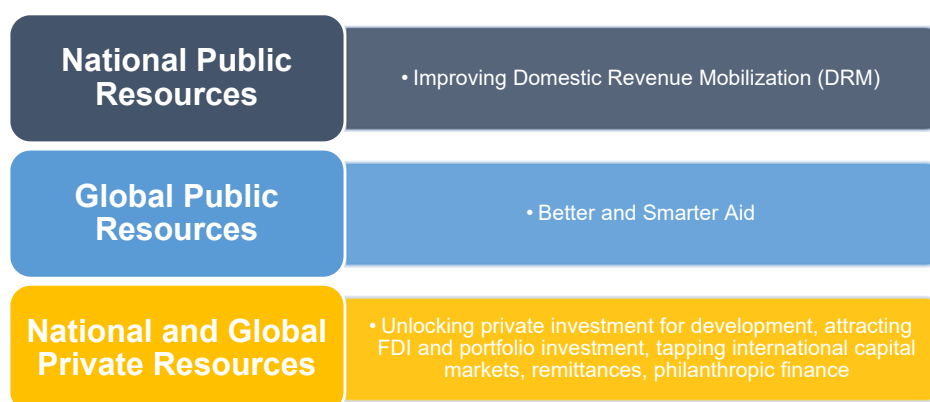 National Public
Resources
• Improving Domestic Revenue Mobilization (DRM)
Global Public
Resources
• Better and Smarter Aid
National and Global
Private Resources
• Unlocking private investment for development, attracting
FDI and portfolio investment, tapping international capital
markets, remittances, philanthropic finance